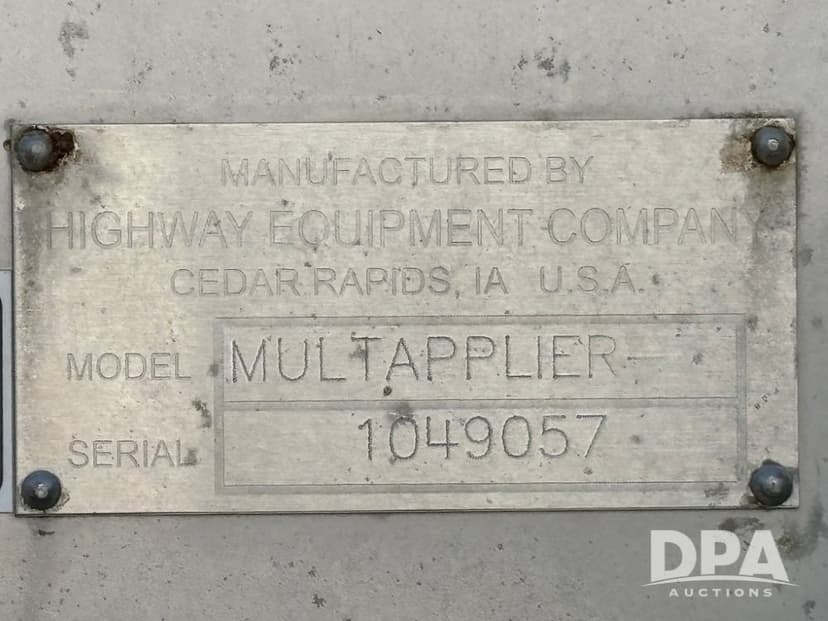 MANUFACTURED BY
HIGHWAY EQUIPMENT COMPANY
CEDAR RAPIDS, IA U.S.A.
MODEL MULTAPPLIER-
SERIAL 1049057
DPA
AUCTIONS